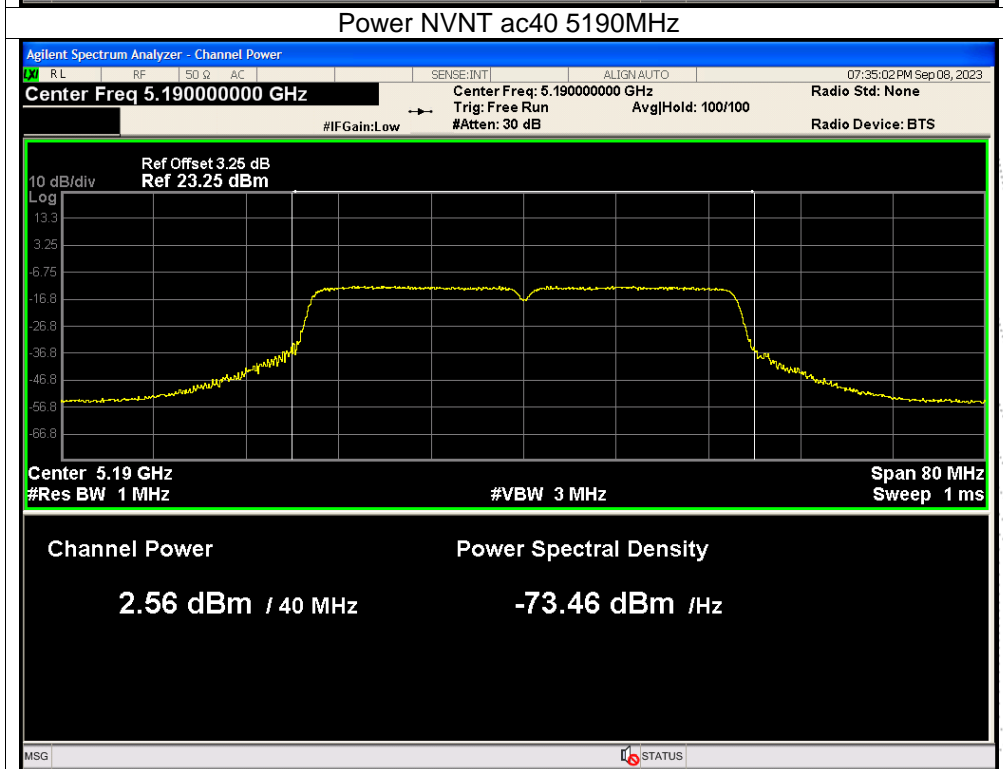 Power NVNT ac40 5190MHz
Agilent Spectrum Analyzer - Channel Power
LXI RL RF 50 Ω AC SENSE:INT ALIGN AUTO 07:35:02 PM Sep 08, 2023
Center Freq 5.190000000 GHz Center Freq: 5.190000000 GHz Radio Std: None
Trig: Free Run Avg|Hold: 100/100
#IFGain:Low #Atten: 30 dB Radio Device: BTS
Ref Offset 3.25 dB
10 dB/div Ref 23.25 dBm
Log
13.3
3.25
-6.75
-16.8
-26.8
-36.8
-46.8
-56.8
-66.8
Center 5.19 GHz Span 80 MHz
#Res BW 1 MHz #VBW 3 MHz Sweep 1 ms
Channel Power Power Spectral Density
2.56 dBm / 40 MHz -73.46 dBm /Hz
MSG STATUS